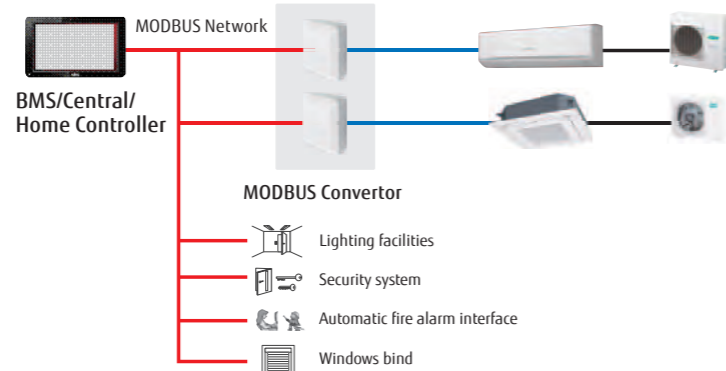 MODBUS Network
BMS/Central/
Home Controller
MODBUS Convertor
Lighting facilities
Security system
Automatic fire alarm interface
Windows bind